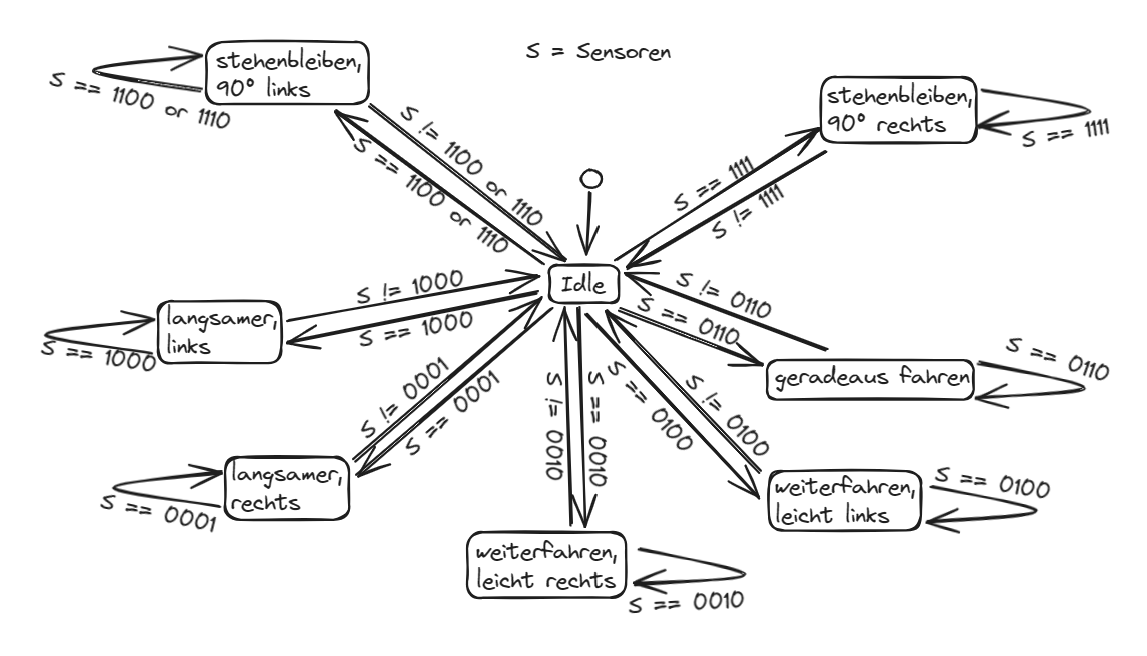 S = Sensoren
stehenbleiben,
90° links
S == 1100 or 1110
S != 1100 or 1110
S == 1100 or 1110
stehenbleiben,
90° rechts
S == 1111
S == 1111
S != 1111
Idle
S != 1000
S == 1000
langsamer,
links
S == 1000
S != 0110
S == 0110
geradeaus fahren
S == 0110
S != 0001
S == 0001
langsamer,
rechts
S == 0001
S != 0010
S == 0010
S == 0100
S != 0100
weiterfahren,
leicht links
S == 0100
weiterfahren,
leicht rechts
S == 0010